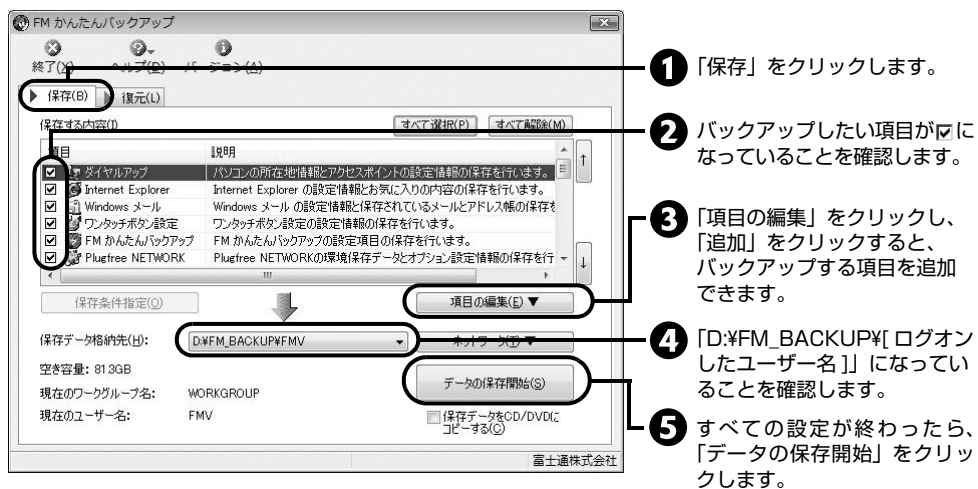 FM かんたんバックアップ
終了(X) ヘルプ(D) バージョン(A)
保存(B) 復元(L)
保存する内容(I) すべて選択(P) すべて解除(M)
項目 説明
ダイヤルアップ パソコンの所在地情報とアクセスポイントの設定情報の保存を行います。
Internet Explorer Internet Explorer の設定情報とお気に入りの内容の保存を行います。
Windows メール Windows メール の設定情報と保存されているメールとアドレス帳の保存を
ワンタッチボタン設定 ワンタッチボタン設定の設定情報の保存を行います。
FM かんたんバックアップ FM かんたんバックアップの設定項目の保存を行います。
Plugfree NETWORK Plugfree NETWORKの環境保存データとオプション設定情報の保存を行
保存条件指定(O) 項目の編集(E) ▼
保存データ格納先(H): D:¥FM_BACKUP¥FMV ネットワーク(T) ▼
空き容量: 81.3GB
データの保存開始(S)
現在のワークグループ名: WORKGROUP
現在のユーザー名: FMV
保存データをCD/DVDに
コピーする(C)
富士通株式会社
1 「保存」をクリックします。
2 バックアップしたい項目が☑に
なっていることを確認します。
3 「項目の編集」をクリックし、
「追加」をクリックすると、
バックアップする項目を追加
できます。
4 「D:¥FM_BACKUP¥[ ログオン
したユーザー名 ]」になってい
ることを確認します。
5 すべての設定が終わったら、
「データの保存開始」をクリッ
クします。